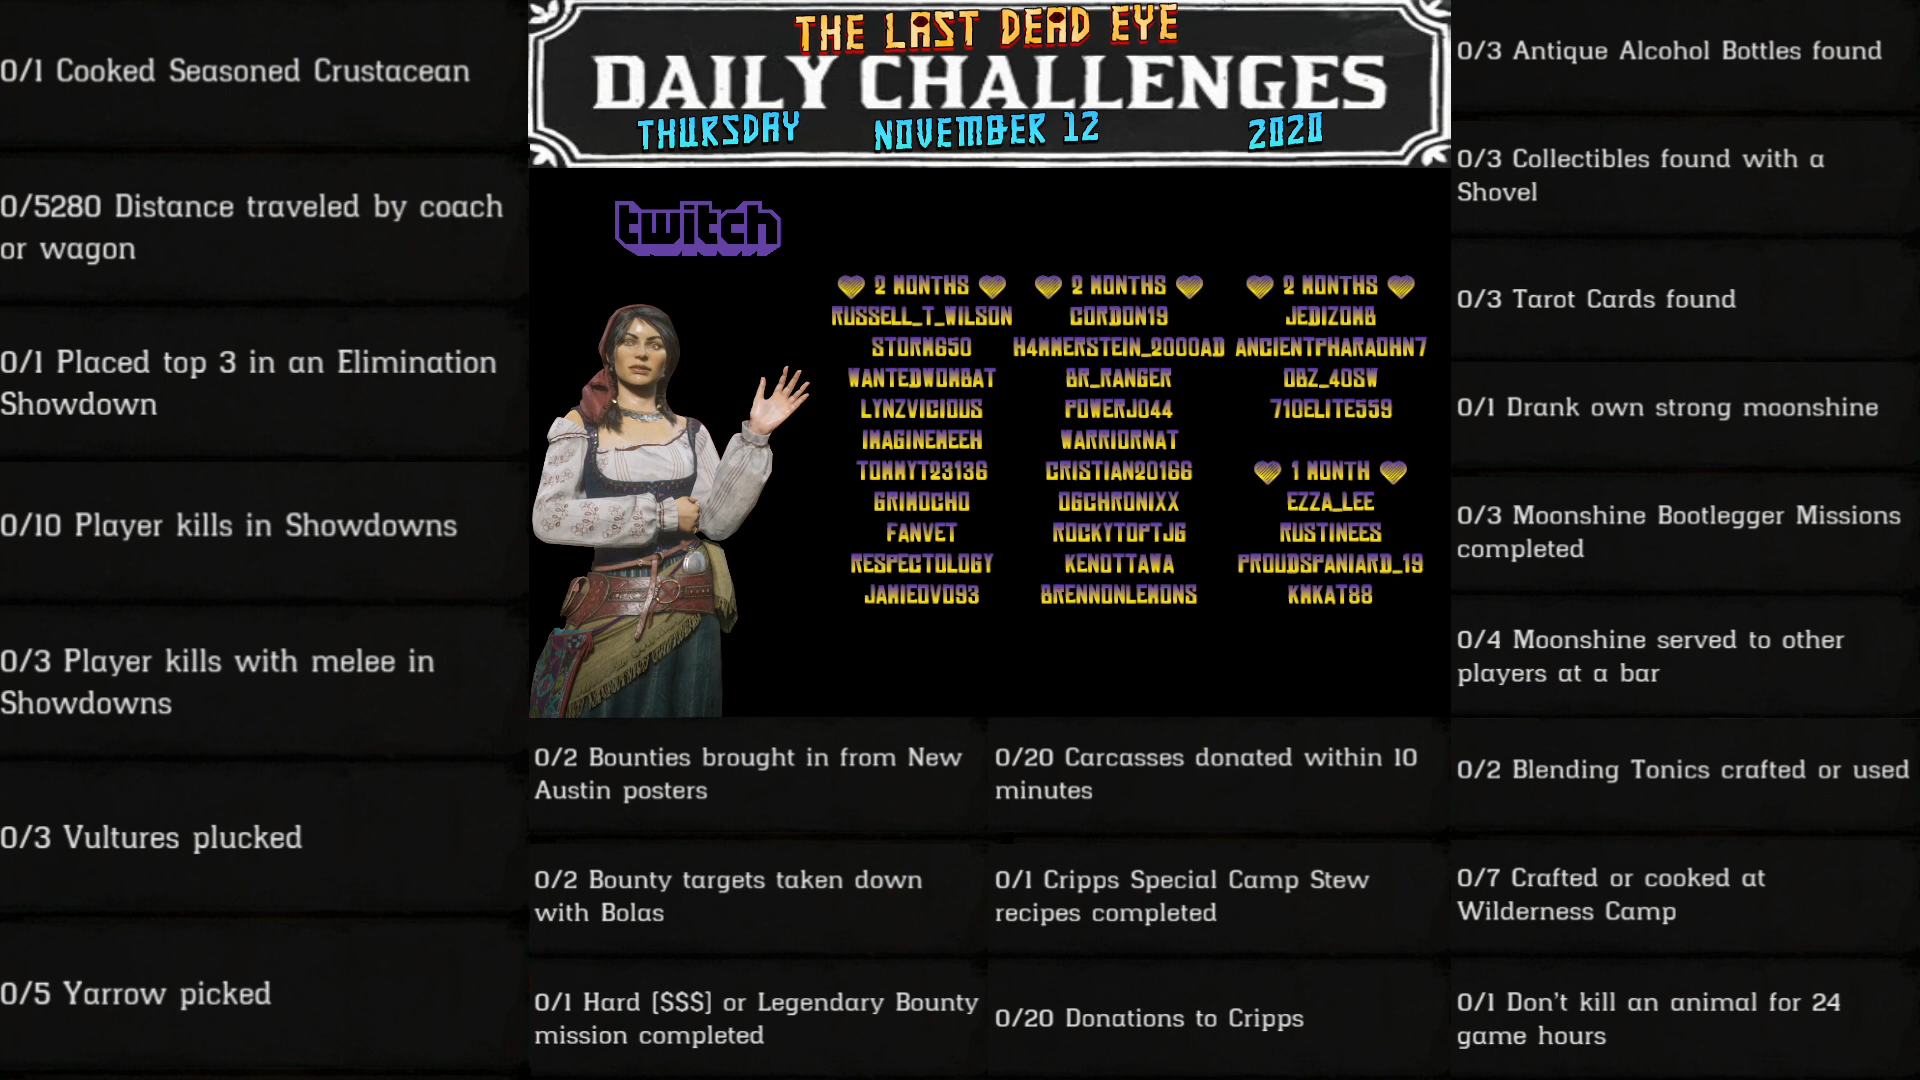 0/1 Cooked Seasoned Crustacean
0/5280 Distance traveled by coach
or wagon
0/1 Placed top 3 in an Elimination
Showdown
0/10 Player kills in Showdowns
0/3 Player kills with melee in
Showdowns
0/3 Vultures plucked
0/5 Yarrow picked
THE LAST DEAD EYE
DAILY CHALLENGES
THURSDAY NOVEMBER 12 2020
twitch
2 MONTHS
RUSSELL_T_WILSON
STORM650
WANTEDWOMBAT
LYNZVICIOUS
IMAGINEMEEH
TOMMYT23136
GRIMOCHO
FANVET
RESPECTOLOGY
JAMIEOVO93
2 MONTHS
CORDON19
H4MMERSTEIN_2000AD
BR_RANGER
POWERJO44
WARRIORNAT
CRISTIAN20166
OGCHRONIXX
ROCKYTOPTJG
KENOTTAWA
BRENNONLEMONS
2 MONTHS
JEDIZOMB
ANCIENTPHARAOHN7
OBZ_40SW
710ELITE559
1 MONTH
EZZA_LEE
RUSTINEES
PROUDSPANIARD_19
KMKAT88
0/2 Bounties brought in from New
Austin posters
0/2 Bounty targets taken down
with Bolas
0/1 Hard [$$$] or Legendary Bounty
mission completed
0/20 Carcasses donated within 10
minutes
0/1 Cripps Special Camp Stew
recipes completed
0/20 Donations to Cripps
0/3 Antique Alcohol Bottles found
0/3 Collectibles found with a
Shovel
0/3 Tarot Cards found
0/1 Drank own strong moonshine
0/3 Moonshine Bootlegger Missions
completed
0/4 Moonshine served to other
players at a bar
0/2 Blending Tonics crafted or used
0/7 Crafted or cooked at
Wilderness Camp
0/1 Don't kill an animal for 24
game hours